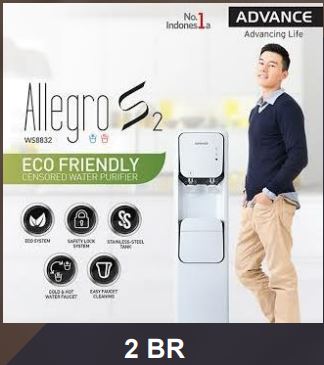 No.1
Indones1a
ADVANCE
Advancing Life
Allegro S2
WS8832
ECO FRIENDLY
CENSORED WATER PURIFIER
ECO SYSTEM
SAFETY LOCK
SYSTEM
STAINLESS-STEEL
TANK
COLD & HOT
WATER FAUCET
EASY FAUCET
CLEANING
2 BR